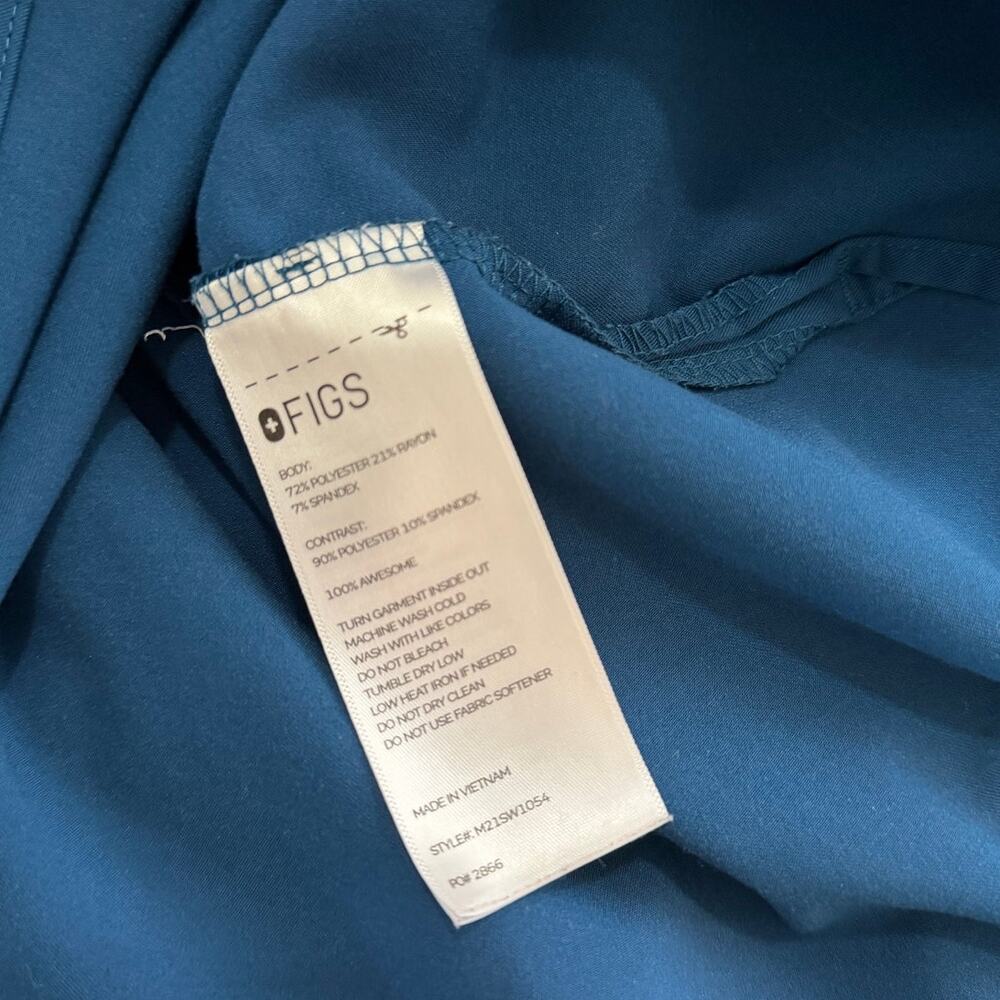 FIGS
BODY:
72% POLYESTER 21% RAYON
7% SPANDEX
CONTRAST:
90% POLYESTER 10% SPANDEX
100% AWESOME
TURN GARMENT INSIDE OUT
MACHINE WASH COLD
WASH WITH LIKE COLORS
DO NOT BLEACH
TUMBLE DRY LOW
LOW HEAT IRON IF NEEDED
DO NOT DRY CLEAN
DO NOT USE FABRIC SOFTENER
MADE IN VIETNAM
STYLE#: M21SW1054
PO# 2866